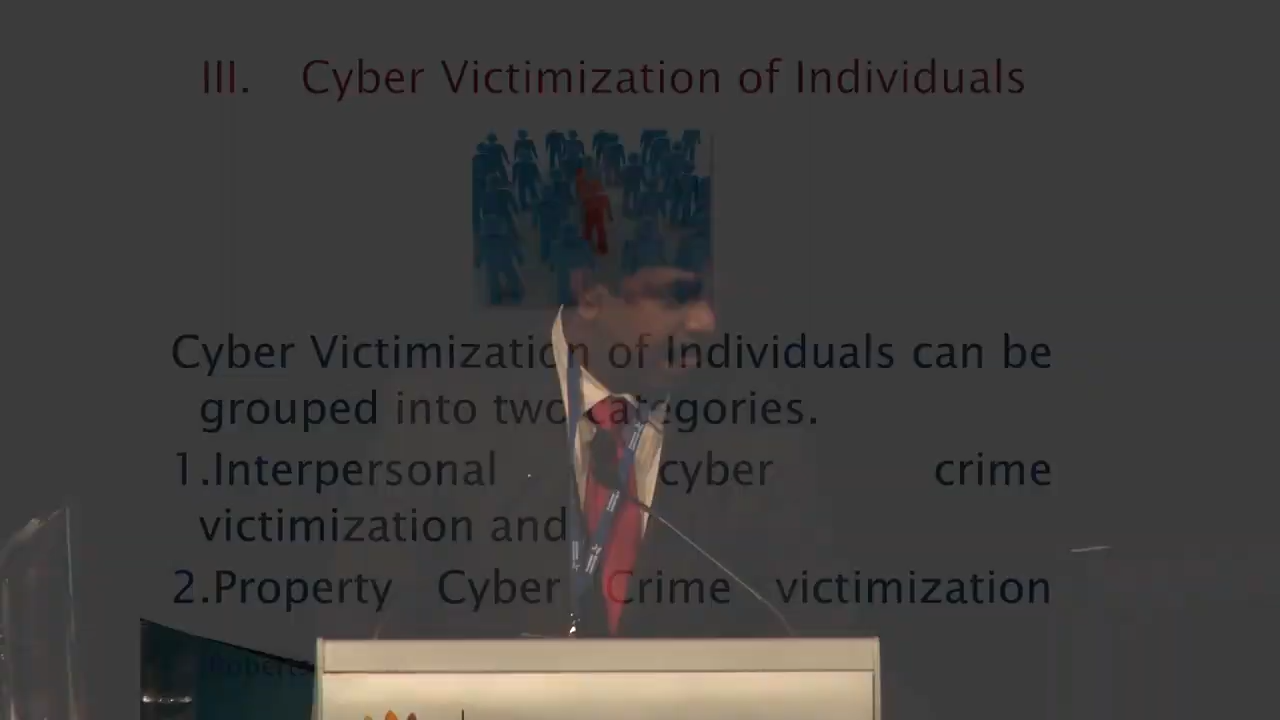 III. Cyber Victimization of Individuals
Cyber Victimization of Individuals can be
grouped into two categories.
1.Interpersonal cyber crime
victimization and
2.Property Cyber Crime victimization